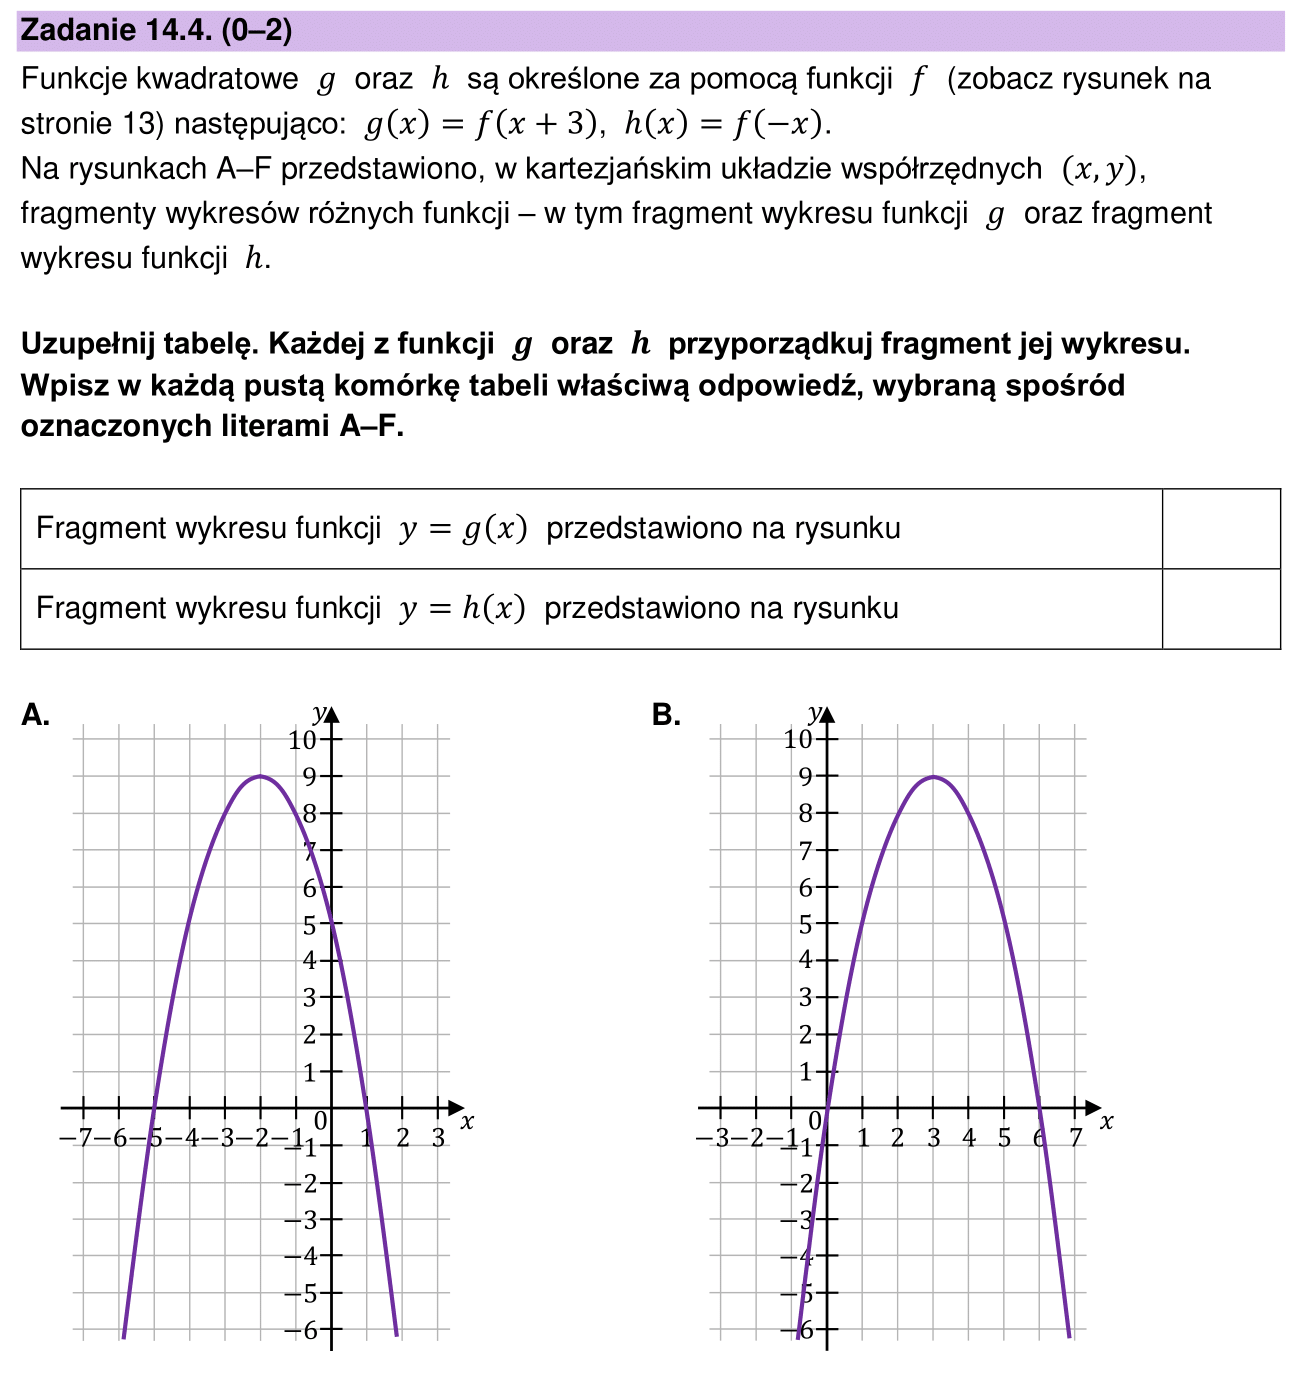 Zadanie 14.4. (0–2)
Funkcje kwadratowe g oraz h są określone za pomocą funkcji f (zobacz rysunek na
stronie 13) następująco: g(x) = f(x + 3), h(x) = f(−x).
Na rysunkach A–F przedstawiono, w kartezjańskim układzie współrzędnych (x, y),
fragmenty wykresów różnych funkcji – w tym fragment wykresu funkcji g oraz fragment
wykresu funkcji h.
Uzupełnij tabelę. Każdej z funkcji g oraz h przyporządkuj fragment jej wykresu.
Wpisz w każdą pustą komórkę tabeli właściwą odpowiedź, wybraną spośród
oznaczonych literami A–F.
Fragment wykresu funkcji y = g(x) przedstawiono na rysunku
Fragment wykresu funkcji y = h(x) przedstawiono na rysunku
A.
y
10
9
8
7
6
5
4
3
2
1
0
x
−7 −6 −5 −4 −3 −2 −1 1 2 3
−1
−2
−3
−4
−5
−6
B.
y
10
9
8
7
6
5
4
3
2
1
0
x
−3 −2 −1 1 2 3 4 5 6 7
−1
−2
−3
−4
−5
−6